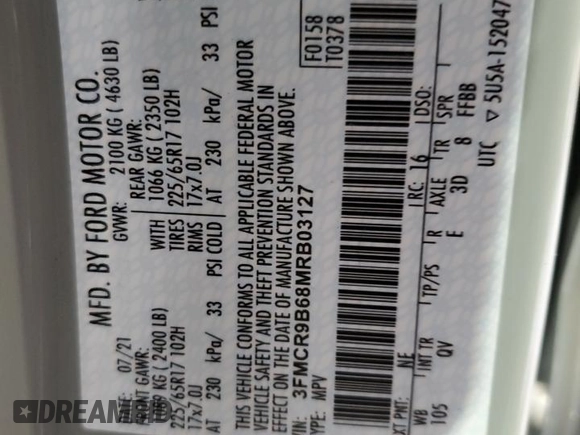 MFD. BY FORD MOTOR CO.
07/21
GVWR: 2100 KG ( 4630 LB)
GAWR: REAR GAWR:
KG ( 2400 LB) WITH 1066 KG ( 2350 LB)
225/65R17 102H TIRES 225/65R17 102H
17x7.0J RIMS 17x7.0J
AT 230 kPa/ 33 PSI COLD AT 230 kPa/ 33 PSI
THIS VEHICLE CONFORMS TO ALL APPLICABLE FEDERAL MOTOR
VEHICLE SAFETY AND THEFT PREVENTION STANDARDS IN
EFFECT ON THE DATE OF MANUFACTURE SHOWN ABOVE.
VIN: 3FMCR9B68MRB03127
TYPE: MPV
F0158
T0378
PNT: NE RC: 16 DSO:
WB INT TR TP/PS R AXLE TR SPR
105 QV E 3D 8 FFBB
UTC ▽ 5U5A-152047